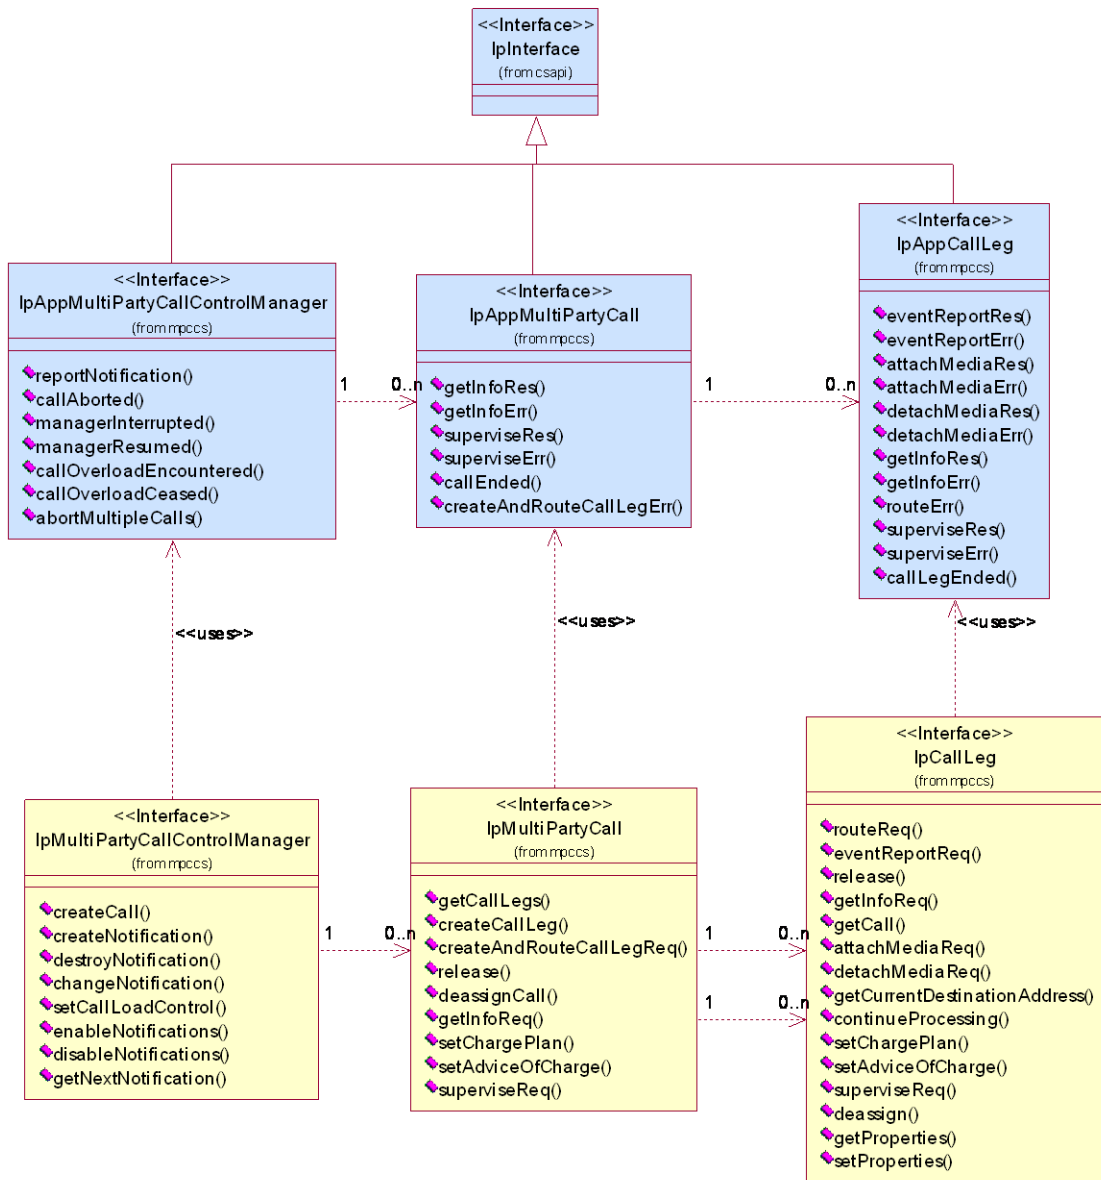 <<Interface>>
IpInterface
(from csapi)
<<Interface>>
IpAppMultiPartyCallControlManager
(from mpccs)
reportNotification()
callAborted()
managerInterrupted()
managerResumed()
callOverloadEncountered()
callOverloadCeased()
abortMultipleCalls()
1
0..n
<<Interface>>
IpAppMultiPartyCall
(from mpccs)
getInfoRes()
getInfoErr()
superviseRes()
superviseErr()
callEnded()
createAndRouteCallLegErr()
1
0..n
<<Interface>>
IpAppCallLeg
(from mpccs)
eventReportRes()
eventReportErr()
attachMediaRes()
attachMediaErr()
detachMediaRes()
detachMediaErr()
getInfoRes()
getInfoErr()
routeErr()
superviseRes()
superviseErr()
callLegEnded()
<<uses>>
<<uses>>
<<uses>>
<<Interface>>
IpMultiPartyCallControlManager
(from mpccs)
createCall()
createNotification()
destroyNotification()
changeNotification()
setCallLoadControl()
enableNotifications()
disableNotifications()
getNextNotification()
1
0..n
<<Interface>>
IpMultiPartyCall
(from mpccs)
getCallLegs()
createCallLeg()
createAndRouteCallLegReq()
release()
deassignCall()
getInfoReq()
setChargePlan()
setAdviceOfCharge()
superviseReq()
1
0..n
1
0..n
<<Interface>>
IpCallLeg
(from mpccs)
routeReq()
eventReportReq()
release()
getInfoReq()
getCall()
attachMediaReq()
detachMediaReq()
getCurrentDestinationAddress()
continueProcessing()
setChargePlan()
setAdviceOfCharge()
superviseReq()
deassign()
getProperties()
setProperties()